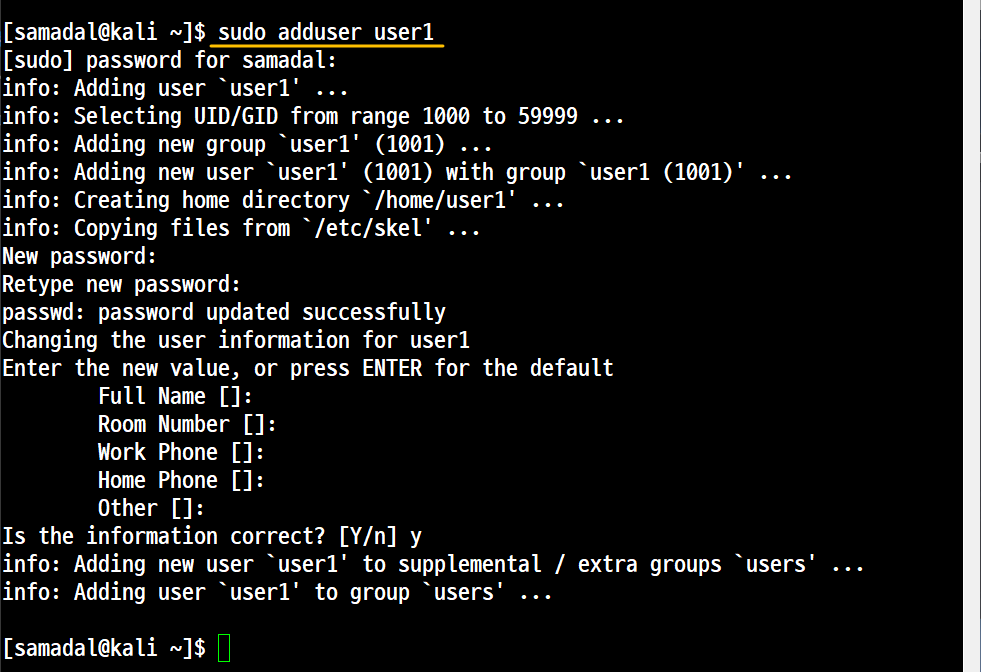 [samadal@kali ~]$ sudo adduser user1
[sudo] password for samadal:
info: Adding user `user1' ...
info: Selecting UID/GID from range 1000 to 59999 ...
info: Adding new group `user1' (1001) ...
info: Adding new user `user1' (1001) with group `user1 (1001)' ...
info: Creating home directory `/home/user1' ...
info: Copying files from `/etc/skel' ...
New password:
Retype new password:
passwd: password updated successfully
Changing the user information for user1
Enter the new value, or press ENTER for the default
        Full Name []:
        Room Number []:
        Work Phone []:
        Home Phone []:
        Other []:
Is the information correct? [Y/n] y
info: Adding new user `user1' to supplemental / extra groups `users' ...
info: Adding user `user1' to group `users' ...
[samadal@kali ~]$